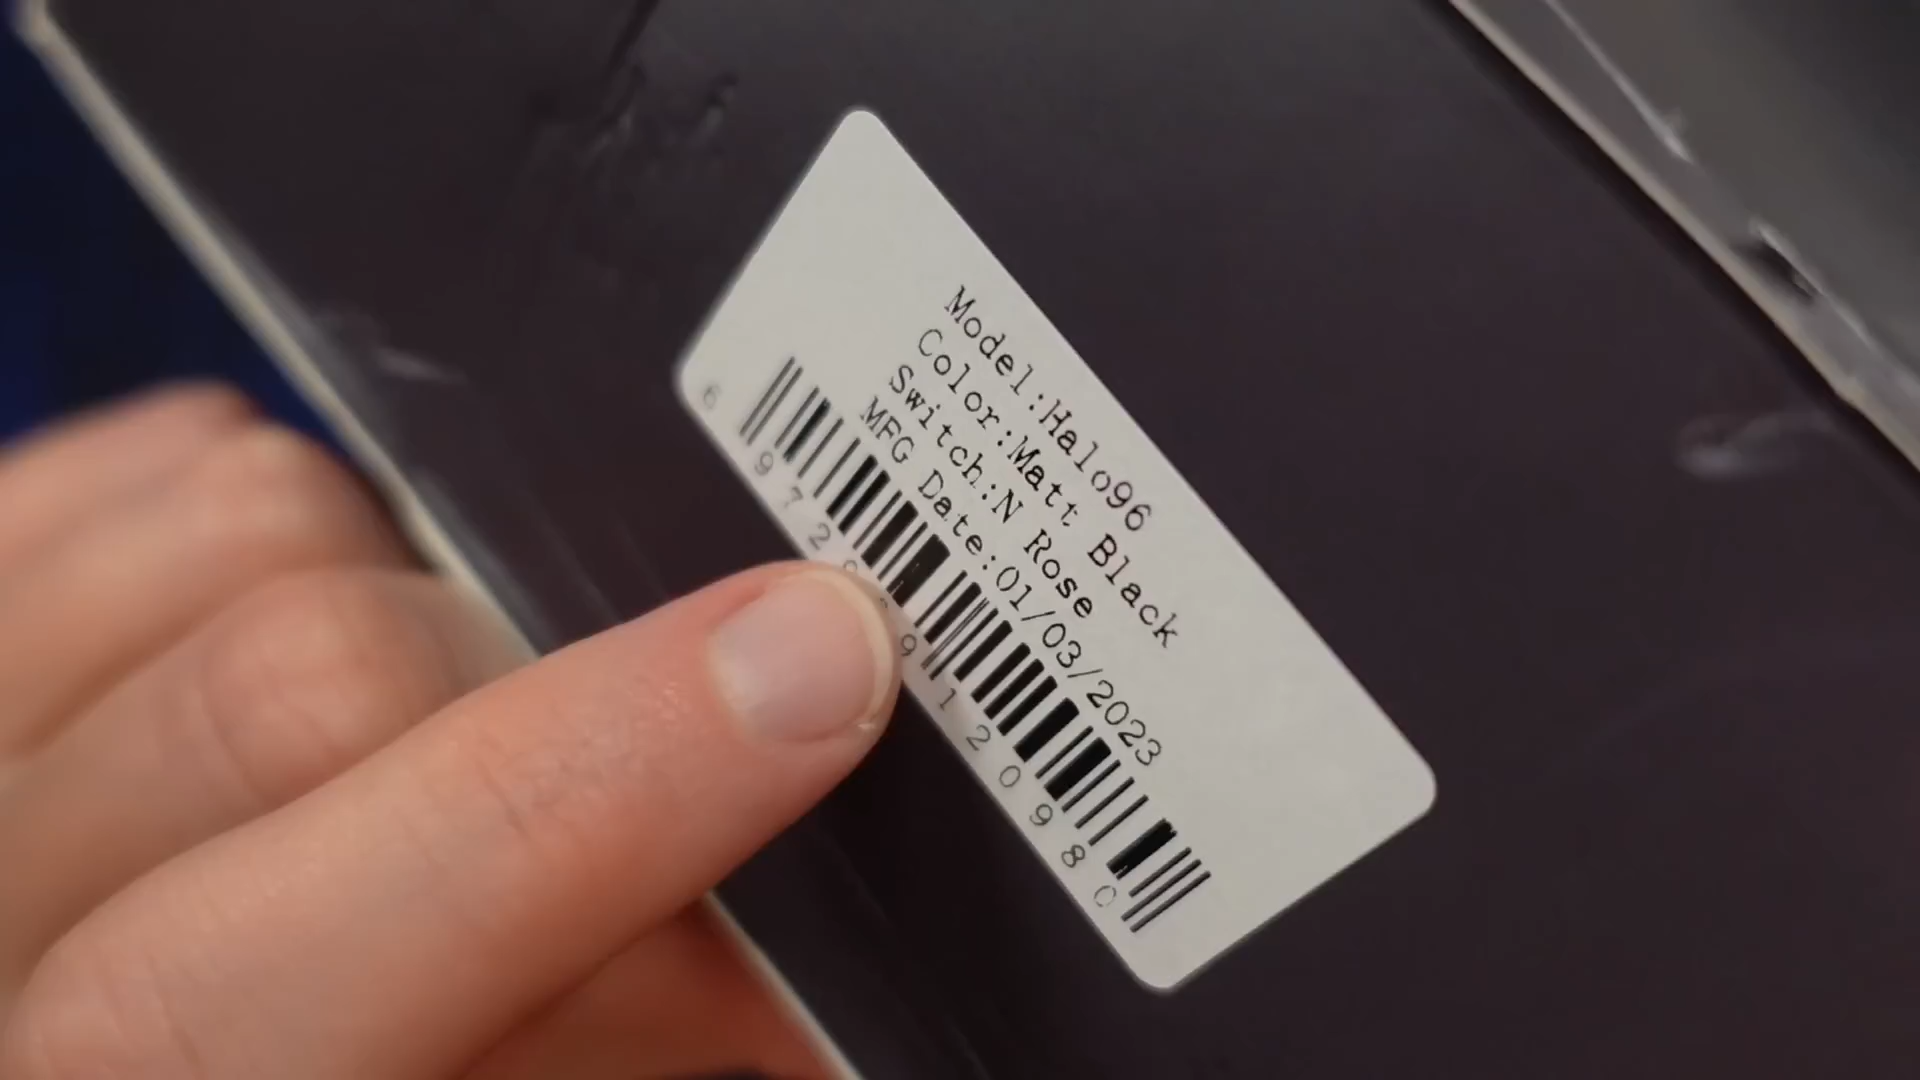 Model:Halo96
Color:Matt Black
Switch:N Rose
MFG Date:01/03/2023